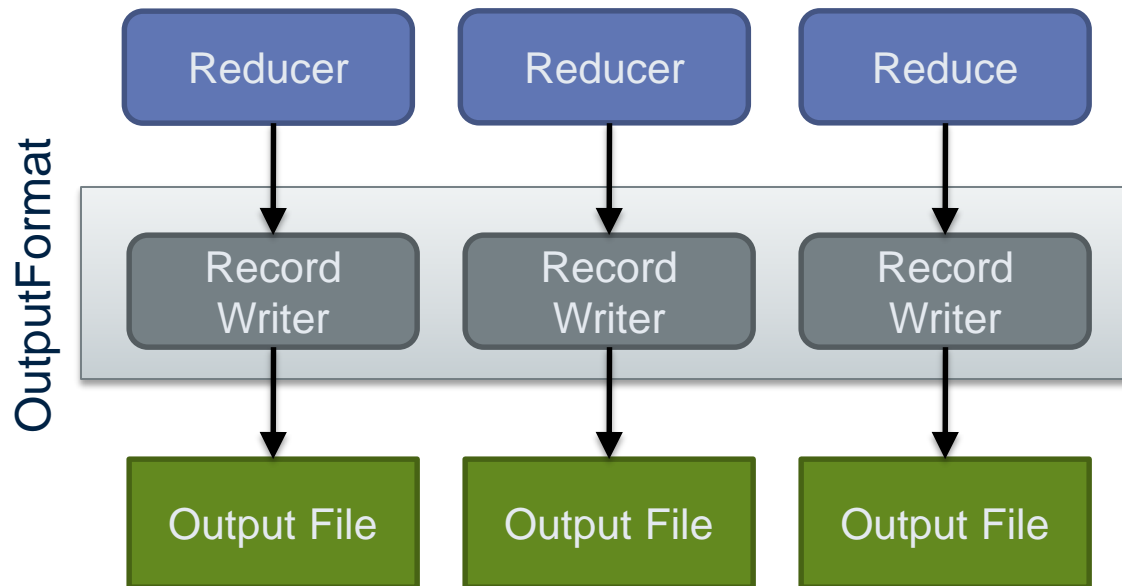 Reducer
Reducer
Reduce
OutputFormat
Record
Writer
Record
Writer
Record
Writer
Output File
Output File
Output File